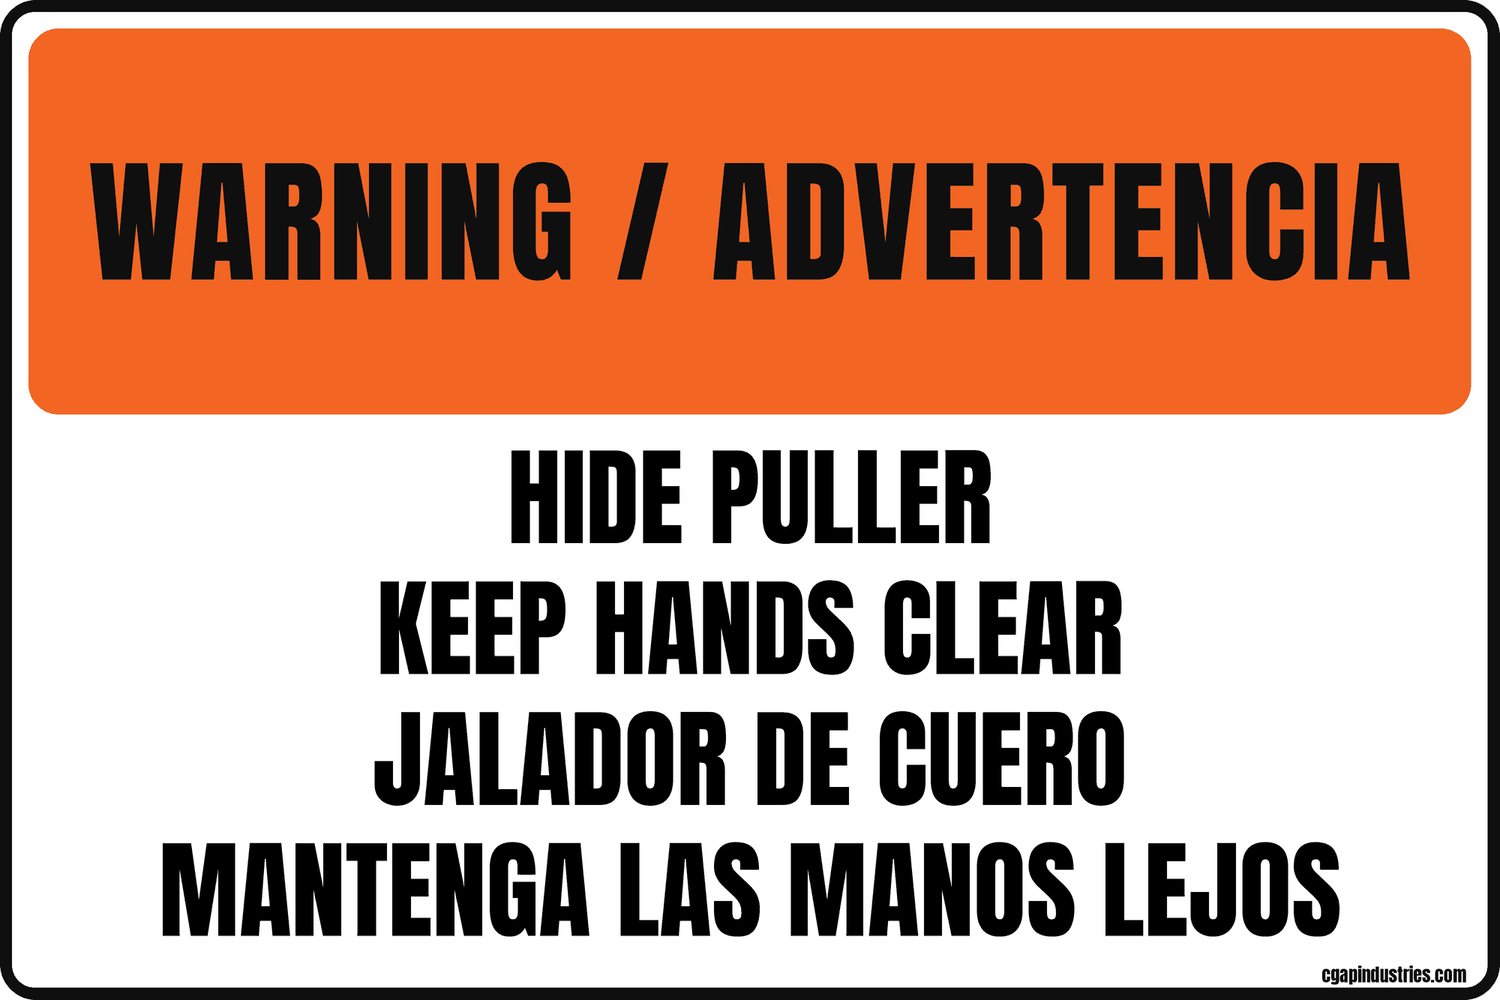 WARNING / ADVERTENCIA
HIDE PULLER
KEEP HANDS CLEAR
JALADOR DE CUERO
MANTENGA LAS MANOS LEJOS
cgapindustries.com